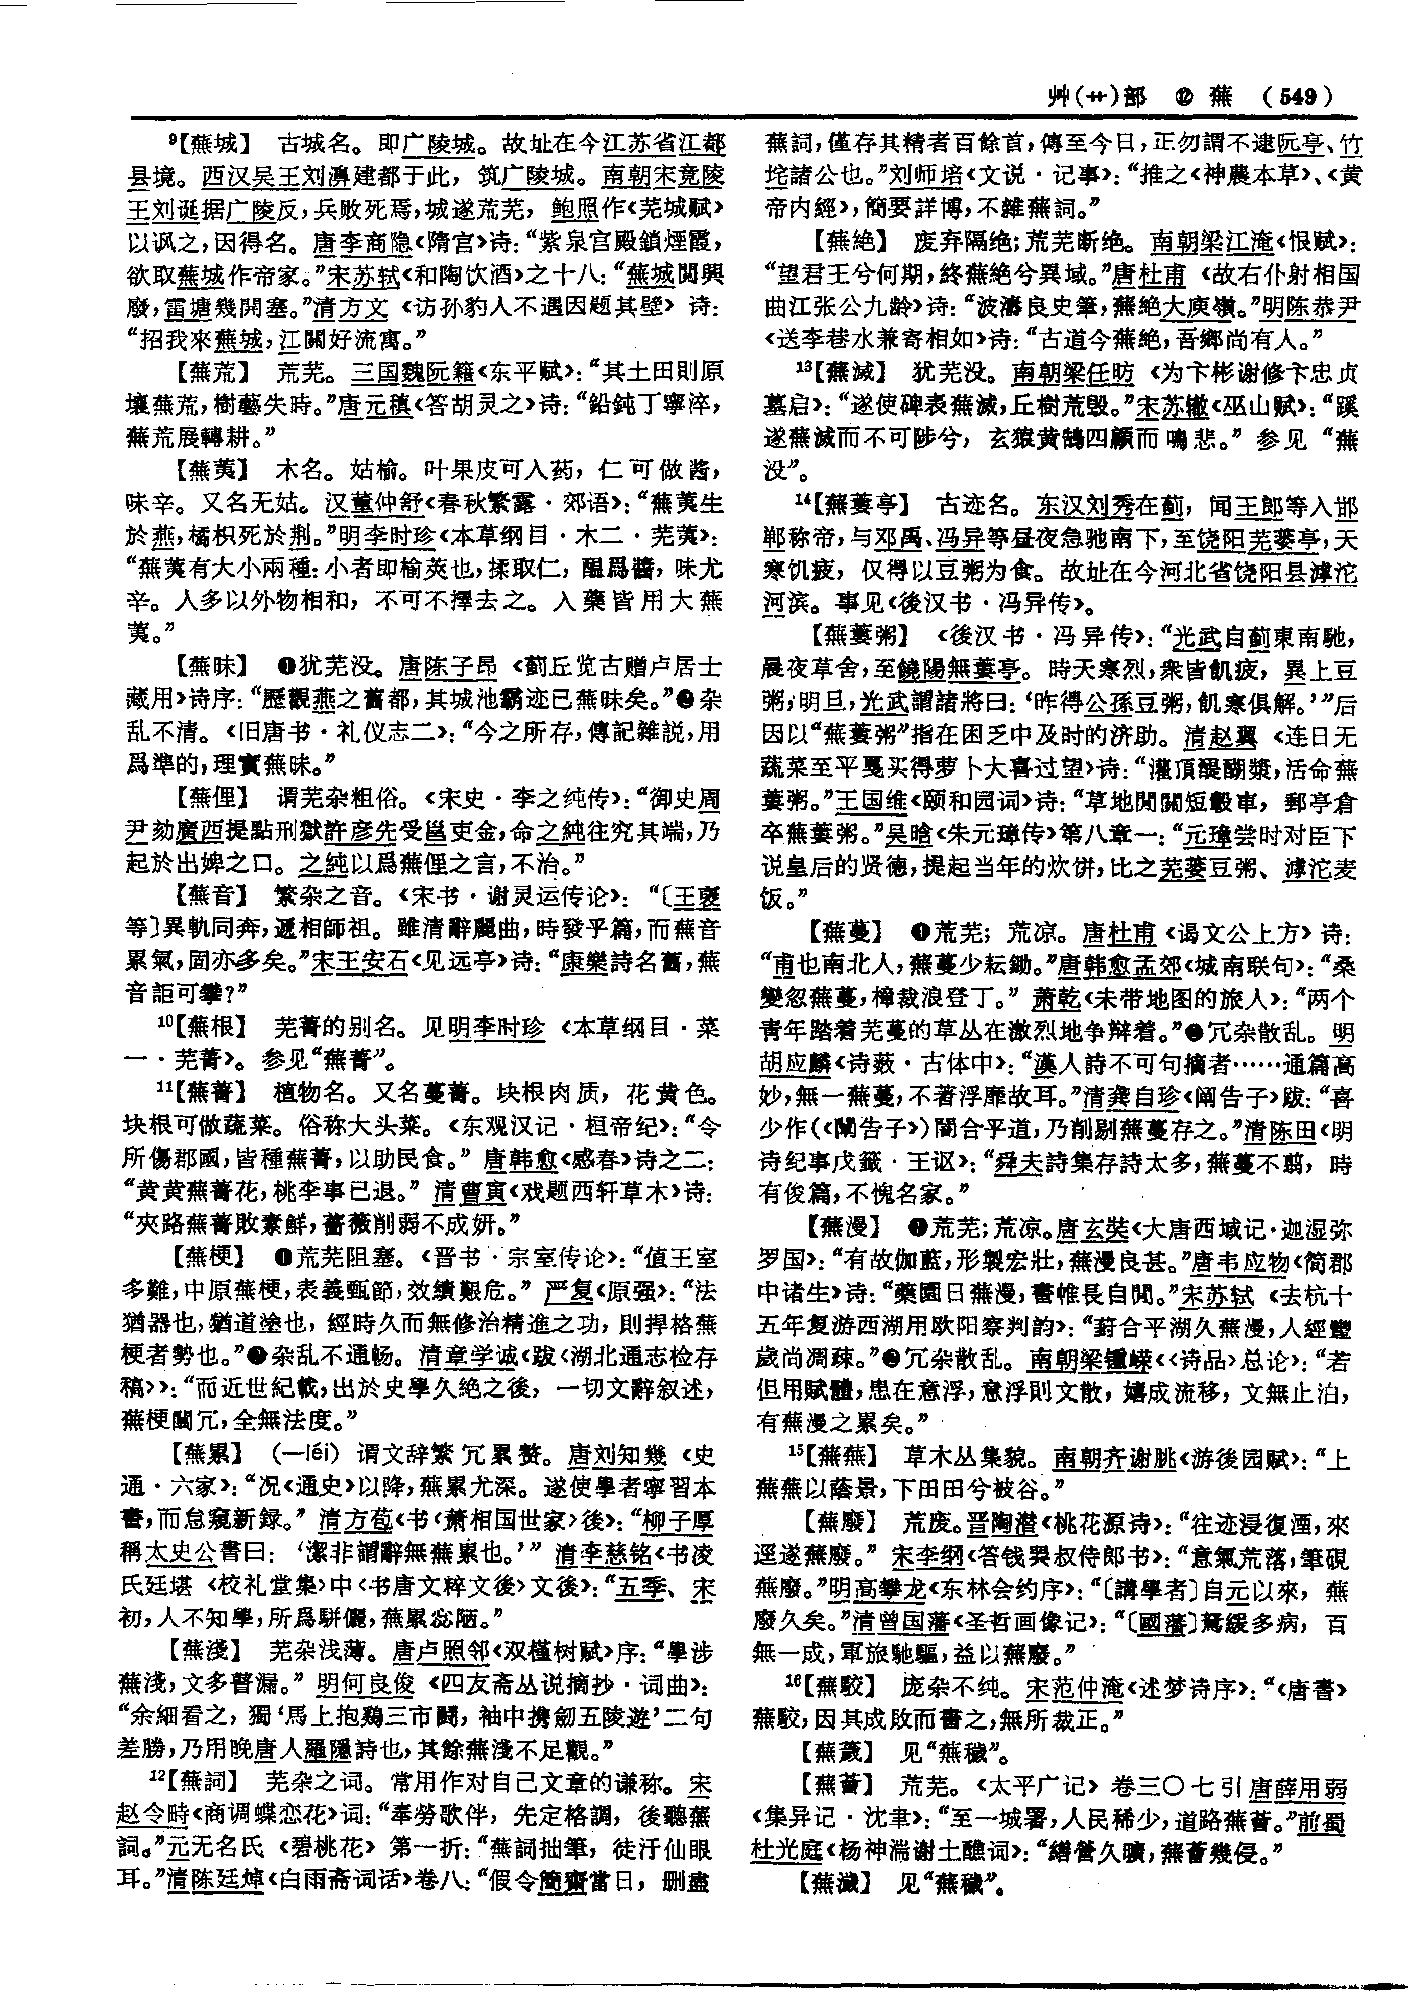 艸(艹)部 ⑫ 蕪 (549)
⁹【蕪城】 古城名。即广陵城。故址在今江苏省江都
县境。西汉吴王刘濞建都于此，筑广陵城。南朝宋竟陵
王刘诞据广陵反，兵败死焉，城遂荒芜，鲍照作《芜城赋》
以讽之，因得名。唐李商隐《隋宫》诗：“紫泉宫殿鎖煙霞，
欲取蕪城作帝家。”宋苏轼《和陶饮酒》之十八：“蕪城閲興
廢，雷塘幾開塞。”清方文《访孙豹人不遇因题其壁》诗：
“招我來蕪城，江關好流寓。”
【蕪荒】 荒芜。三国魏阮籍《东平赋》：“其土田則原
壤蕪荒，樹藝失時。”唐元稹《答胡灵之》诗：“鉛鈍丁寧淬，
蕪荒展轉耕。”
【蕪荑】 木名。姑榆。叶果皮可入药，仁可做酱，
味辛。又名无姑。汉董仲舒《春秋繁露·郊语》：“蕪荑生
於燕，橘枳死於荆。”明李时珍《本草纲目·木二·芜荑》：
“蕪荑有大小兩種：小者即榆莢也，揉取仁，醖爲醬，味尤
辛。人多以外物相和，不可不擇去之。入藥皆用大蕪
荑。”
【蕪昧】 ❶犹芜没。唐陈子昂《蓟丘览古赠卢居士
藏用》诗序：“歷觀燕之舊都，其城池霸迹已蕪昧矣。”❷杂
乱不清。《旧唐书·礼仪志二》：“今之所存，傳記雜説，用
爲準的，理實蕪昧。”
【蕪俚】 谓芜杂粗俗。《宋史·李之纯传》：“御史周
尹劾廣西提點刑獄許彦先受邕吏金，命之純往究其端，乃
起於出婢之口。之純以爲蕪俚之言，不治。”
【蕪音】 繁杂之音。《宋书·谢灵运传论》：“〔王褒
等〕異軌同奔，遞相師祖。雖清辭麗曲，時發乎篇，而蕪音
累氣，固亦多矣。”宋王安石《见远亭》诗：“康樂詩名舊，蕪
音詎可攀？”
¹⁰【蕪根】 芜菁的别名。见明李时珍《本草纲目·菜
一·芜菁》。参见“蕪菁”。
¹¹【蕪菁】 植物名。又名蔓菁。块根肉质，花黄色。
块根可做蔬菜。俗称大头菜。《东观汉记·桓帝纪》：“令
所傷郡國，皆種蕪菁，以助民食。”唐韩愈《感春》诗之二：
“黄黄蕪菁花，桃李事已退。”清曹寅《戏题西轩草木》诗：
“夾路蕪菁敗素鮮，薔薇削弱不成妍。”
【蕪梗】 ❶荒芜阻塞。《晋书·宗室传论》：“值王室
多難，中原蕪梗，表義甄節，效績艱危。”严复《原强》：“法
猶器也，猶道塗也，經時久而無修治精進之功，則捍格蕪
梗者勢也。”❷杂乱不通畅。清章学诚《跋〈湖北通志检存
稿〉》：“而近世紀載，出於史學久絶之後，一切文辭叙述，
蕪梗闒冗，全無法度。”
【蕪累】 （—léi）谓文辞繁冗累赘。唐刘知幾《史
通·六家》：“况《通史》以降，蕪累尤深。遂使學者寧習本
書，而怠窺新録。”清方苞《书〈萧相国世家〉後》：“柳子厚
稱太史公書曰：‘潔非謂辭無蕪累也。’”清李慈铭《书凌
氏廷堪〈校礼堂集〉中〈书唐文粹文後〉文後》：“五季、宋
初，人不知學，所爲駢儷，蕪累惢陋。”
【蕪淺】 芜杂浅薄。唐卢照邻《双槿树赋》序：“學涉
蕪淺，文多瞽漏。”明何良俊《四友斋丛说摘抄·词曲》：
“余細看之，獨‘馬上抱鷄三市鬭，袖中携劒五陵遊’二句
差勝，乃用晚唐人羅隱詩也，其餘蕪淺不足觀。”
¹²【蕪詞】 芜杂之词。常用作对自己文章的谦称。宋
赵令畤《商调蝶恋花》词：“奉勞歌伴，先定格調，後聽蕪
詞。”元无名氏《碧桃花》第一折：“蕪詞拙筆，徒汙仙眼
耳。”清陈廷焯《白雨斋词话》卷八：“假令簡齋當日，删盡
蕪詞，僅存其精者百餘首，傳至今日，正勿謂不逮阮亭、竹
垞諸公也。”刘师培《文说·记事》：“推之《神農本草》、《黄
帝内經》，簡要詳博，不雜蕪詞。”
【蕪絶】 废弃隔绝；荒芜断绝。南朝梁江淹《恨赋》：
“望君王兮何期，終蕪絶兮異域。”唐杜甫《故右仆射相国
曲江张公九龄》诗：“波濤良史筆，蕪絶大庾嶺。”明陈恭尹
《送李巷水兼寄相如》诗：“古道今蕪絶，吾鄉尚有人。”
¹³【蕪滅】 犹芜没。南朝梁任昉《为卞彬谢修卞忠贞
墓启》：“遂使碑表蕪滅，丘樹荒毁。”宋苏辙《巫山赋》：“蹊
遂蕪滅而不可陟兮，玄猿黄鵠四顧而鳴悲。”参见“蕪
没”。
¹⁴【蕪蔞亭】 古迹名。东汉刘秀在蓟，闻王郎等入邯
郸称帝，与邓禹、冯异等昼夜急驰南下，至饶阳芜蒌亭，天
寒饥疲，仅得以豆粥为食。故址在今河北省饶阳县滹沱
河滨。事见《後汉书·冯异传》。
【蕪蔞粥】 《後汉书·冯异传》：“光武自薊東南馳，
晨夜草舍，至饒陽無蔞亭。時天寒烈，衆皆飢疲，異上豆
粥；明旦，光武謂諸將曰：‘昨得公孫豆粥，飢寒俱解。’”后
因以“蕪蔞粥”指在困乏中及时的济助。清赵翼《连日无
蔬菜至平戛买得萝卜大喜过望》诗：“灌頂醍醐漿，活命蕪
蔞粥。”王国维《颐和园词》诗：“草地間關短轂車，郵亭倉
卒蕪蔞粥。”吴晗《朱元璋传》第八章一：“元璋尝时对臣下
说皇后的贤德，提起当年的炊饼，比之芜蒌豆粥、滹沱麦
饭。”
【蕪蔓】 ❶荒芜；荒凉。唐杜甫《谒文公上方》诗：
“甫也南北人，蕪蔓少耘鋤。”唐韩愈孟郊《城南联句》：“桑
變忽蕪蔓，樟裁浪登丁。”萧乾《未带地图的旅人》：“两个
青年踏着芜蔓的草丛在激烈地争辩着。”❷冗杂散乱。明
胡应麟《诗薮·古体中》：“漢人詩不可句摘者……通篇高
妙，無一蕪蔓，不著浮靡故耳。”清龚自珍《阐告子》跋：“喜
少作（《闡告子》）闇合乎道，乃削剔蕪蔓存之。”清陈田《明
诗纪事戊籤·王讴》：“舜夫詩集存詩太多，蕪蔓不翦，時
有俊篇，不愧名家。”
【蕪漫】 ❶荒芜；荒凉。唐玄奘《大唐西域记·迦湿弥
罗国》：“有故伽藍，形製宏壯，蕪漫良甚。”唐韦应物《简郡
中诸生》诗：“藥園日蕪漫，書帷長自閒。”宋苏轼《去杭十
五年复游西湖用欧阳察判韵》：“葑合平湖久蕪漫，人經豐
歲尚凋疎。”❷冗杂散乱。南朝梁锺嵘《〈诗品〉总论》：“若
但用賦體，患在意浮，意浮則文散，嬉成流移，文無止泊，
有蕪漫之累矣。”
¹⁵【蕪蕪】 草木丛集貌。南朝齐谢朓《游後园赋》：“上
蕪蕪以蔭景，下田田兮被谷。”
【蕪廢】 荒废。晋陶潜《桃花源诗》：“往迹浸復湮，來
逕遂蕪廢。”宋李纲《答钱巽叔侍郎书》：“意氣荒落，筆硯
蕪廢。”明高攀龙《东林会约序》：“〔講學者〕自元以來，蕪
廢久矣。”清曾国藩《圣哲画像记》：“〔國藩〕駑緩多病，百
無一成，軍旅馳驅，益以蕪廢。”
¹⁶【蕪駮】 庞杂不纯。宋范仲淹《述梦诗序》：“《唐書》
蕪駮，因其成敗而書之，無所裁正。”
【蕪薉】 见“蕪穢”。
【蕪薈】 荒芜。《太平广记》卷三〇七引唐薛用弱
《集异记·沈聿》：“至一城署，人民稀少，道路蕪薈。”前蜀
杜光庭《杨神湍谢土醮词》：“繕營久曠，蕪薈幾侵。”
【蕪濊】 见“蕪穢”。